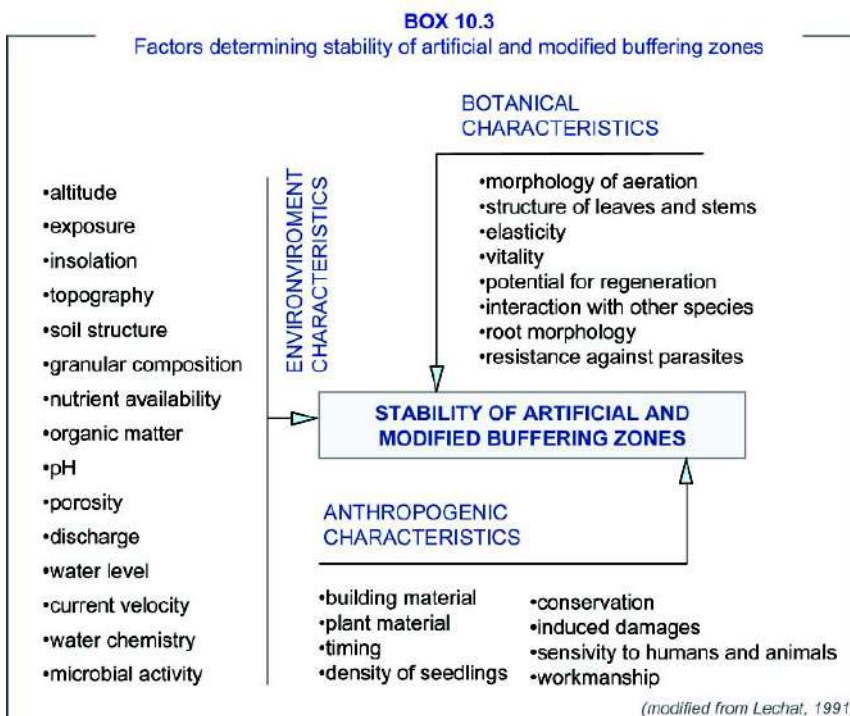 BOX 10.3
Factors determining stability of artificial and modified buffering zones
BOTANICAL
CHARACTERISTICS
•morphology of aeration
•structure of leaves and stems
•elasticity
•vitality
•potential for regeneration
•interaction with other species
•root morphology
•resistance against parasites
ENVIRONVIROMENT
CHARACTERISTICS
•altitude
•exposure
•insolation
•topography
•soil structure
•granular composition
•nutrient availability
•organic matter
•pH
•porosity
•discharge
•water level
•current velocity
•water chemistry
•microbial activity
STABILITY OF ARTIFICIAL AND
MODIFIED BUFFERING ZONES
ANTHROPOGENIC
CHARACTERISTICS
•building material
•plant material
•timing
•density of seedlings
•conservation
•induced damages
•sensivity to humans and animals
•workmanship
(modified from Lechat, 1991